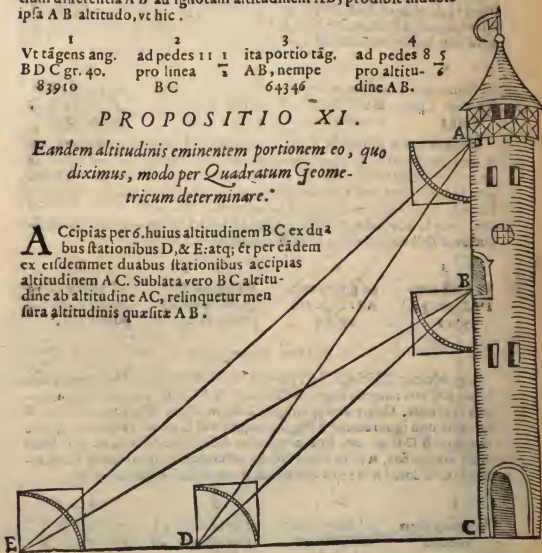 ipsa A B altitudo, vt hic .
1 2 3 4
Vt tãgens ang. ad pedes 11 1/2 ita portio tãg. ad pedes 8 5/6
B D C gr. 40. pro linea AB, nempe pro altitu-
83910 B C 64346 dine A B.
PROPOSITIO XI.
Eandem altitudinis eminentem portionem eo, quo
diximus, modo per Quadratum Geome-
tricum determinare.
ACcipias per 6. huius altitudinem B C ex dua
bus stationibus D, & E: atq; & per eãdem
ex eisdemmet duabus stationibus accipias
altitudinem A C. Sublata vero B C altitu-
dine ab altitudine AC, relinquetur men
sura altitudinis quæsitæ A B .
A
B
C
D
E